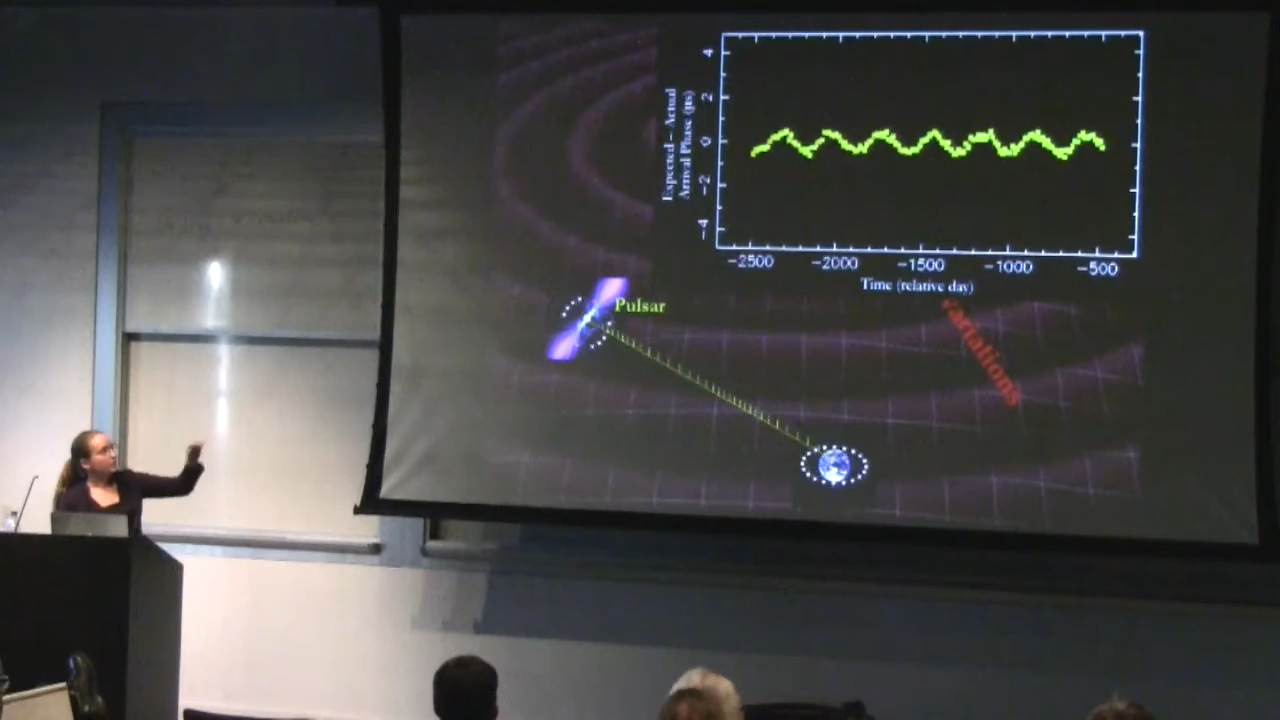 4
2
0
−2
−4
Expected – Actual
Arrival Phase (μs)
−2500 −2000 −1500 −1000 −500
Time (relative day)
Pulsar
variations